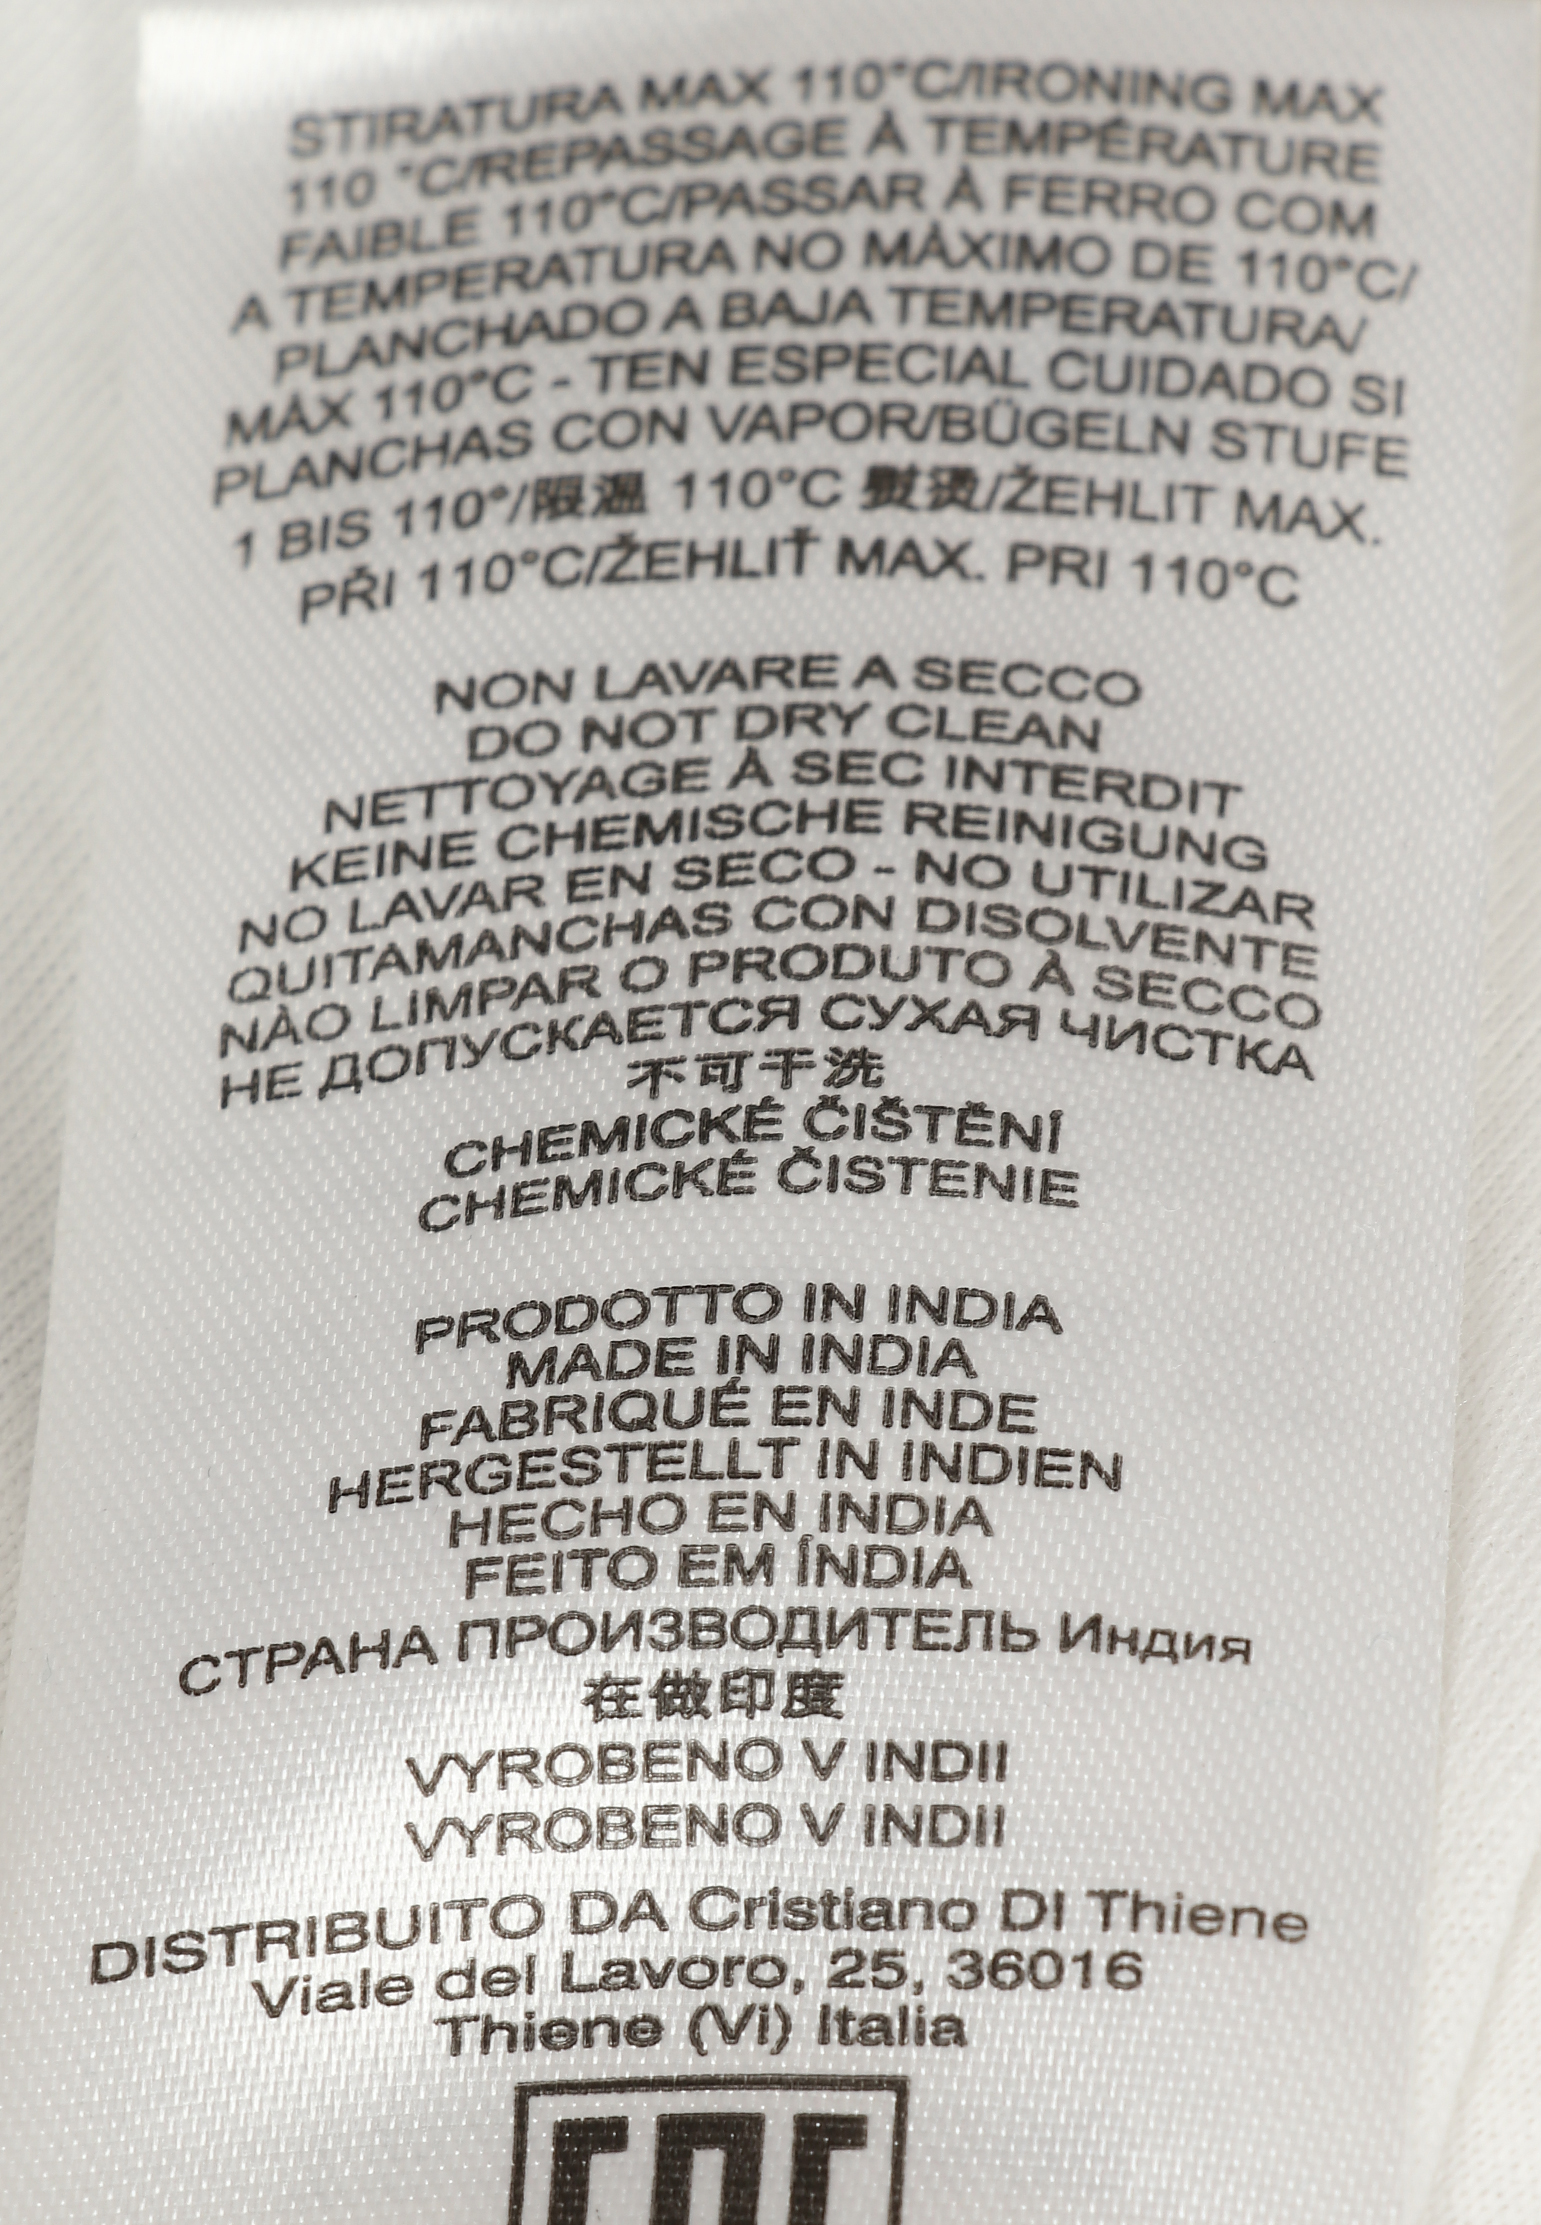 STIRATURA MAX 110°C/IRONING MAX
110 °C/REPASSAGE À TEMPÉRATURE
FAIBLE 110°C/PASSAR À FERRO COM
A TEMPERATURA NO MÁXIMO DE 110°C/
PLANCHADO A BAJA TEMPERATURA/
MÁX 110°C - TEN ESPECIAL CUIDADO SI
PLANCHAS CON VAPOR/BÜGELN STUFE
1 BIS 110°/限溫 110°C 熨烫/ŽEHLIT MAX.
PŘI 110°C/ŽEHLIŤ MAX. PRI 110°C
NON LAVARE A SECCO
DO NOT DRY CLEAN
NETTOYAGE À SEC INTERDIT
KEINE CHEMISCHE REINIGUNG
NO LAVAR EN SECO - NO UTILIZAR
QUITAMANCHAS CON DISOLVENTE
NÃO LIMPAR O PRODUTO À SECCO
НЕ ДОПУСКАЕТСЯ СУХАЯ ЧИСТКА
不可干洗
CHEMICKÉ ČIŠTĚNÍ
CHEMICKÉ ČISTENIE
PRODOTTO IN INDIA
MADE IN INDIA
FABRIQUÉ EN INDE
HERGESTELLT IN INDIEN
HECHO EN INDIA
FEITO EM ÍNDIA
СТРАНА ПРОИЗВОДИТЕЛЬ Индия
在做印度
VYROBENO V INDII
VYROBENO V INDII
DISTRIBUITO DA Cristiano DI Thiene
Viale del Lavoro, 25, 36016
Thiene (Vi) Italia